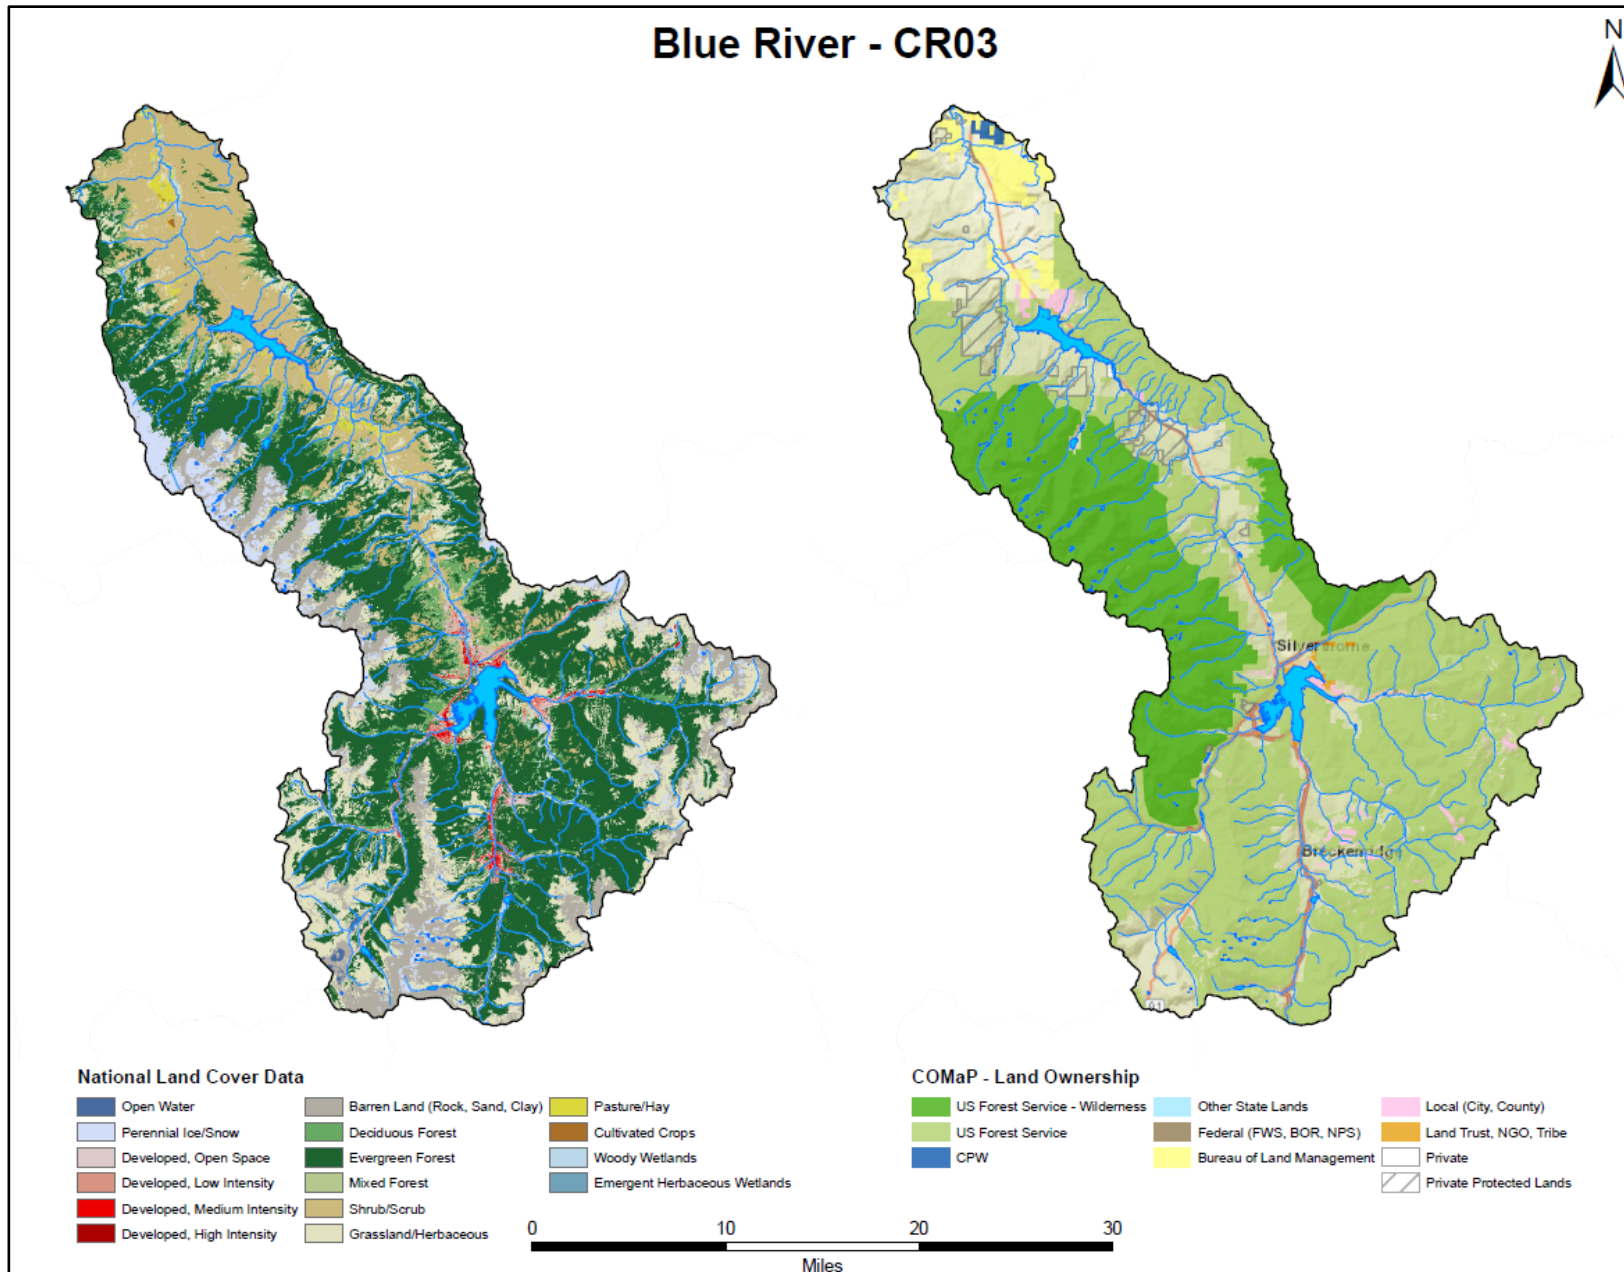 Blue River - CR03
N
Silverthorne
Breckenridge
91
National Land Cover Data
Open Water
Perennial Ice/Snow
Developed, Open Space
Developed, Low Intensity
Developed, Medium Intensity
Developed, High Intensity
Barren Land (Rock, Sand, Clay)
Deciduous Forest
Evergreen Forest
Mixed Forest
Shrub/Scrub
Grassland/Herbaceous
Pasture/Hay
Cultivated Crops
Woody Wetlands
Emergent Herbaceous Wetlands
COMaP - Land Ownership
US Forest Service - Wilderness
US Forest Service
CPW
Other State Lands
Federal (FWS, BOR, NPS)
Bureau of Land Management
Local (City, County)
Land Trust, NGO, Tribe
Private
Private Protected Lands
0 10 20 30
Miles